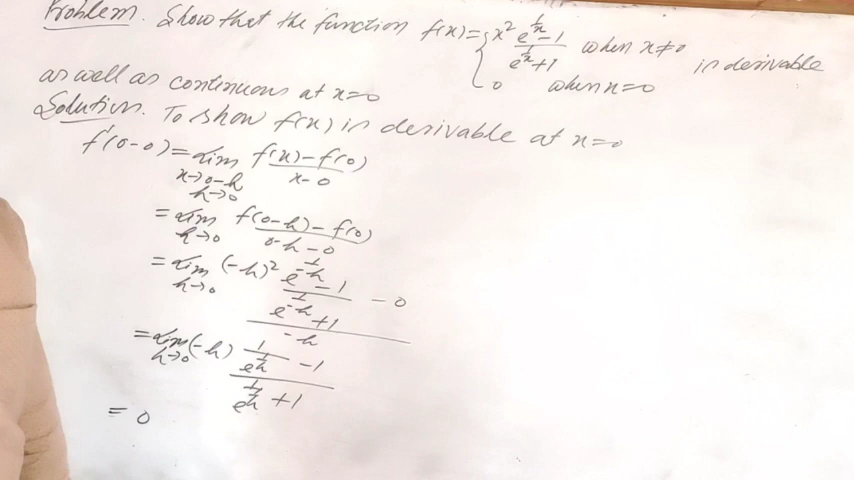 Problem. Show that the function f(x) = { x² (e^(1/x) - 1)/(e^(1/x) + 1) when x ≠ 0
0 when x = 0 is derivable
as well as continuous at x = 0
Solution. To show f(x) is derivable at x = 0
f'(0-0) = Lim x→0-h h→0 (f(x) - f(0))/(x - 0)
= Lim h→0 (f(0-h) - f(0))/(0-h-0)
= Lim h→0 ((-h)² (e^(1/-h) - 1)/(e^(1/-h) + 1) - 0)/(-h)
= Lim h→0 (-h) (1/e^(1/h) - 1)/(1/e^(1/h) + 1)
= 0